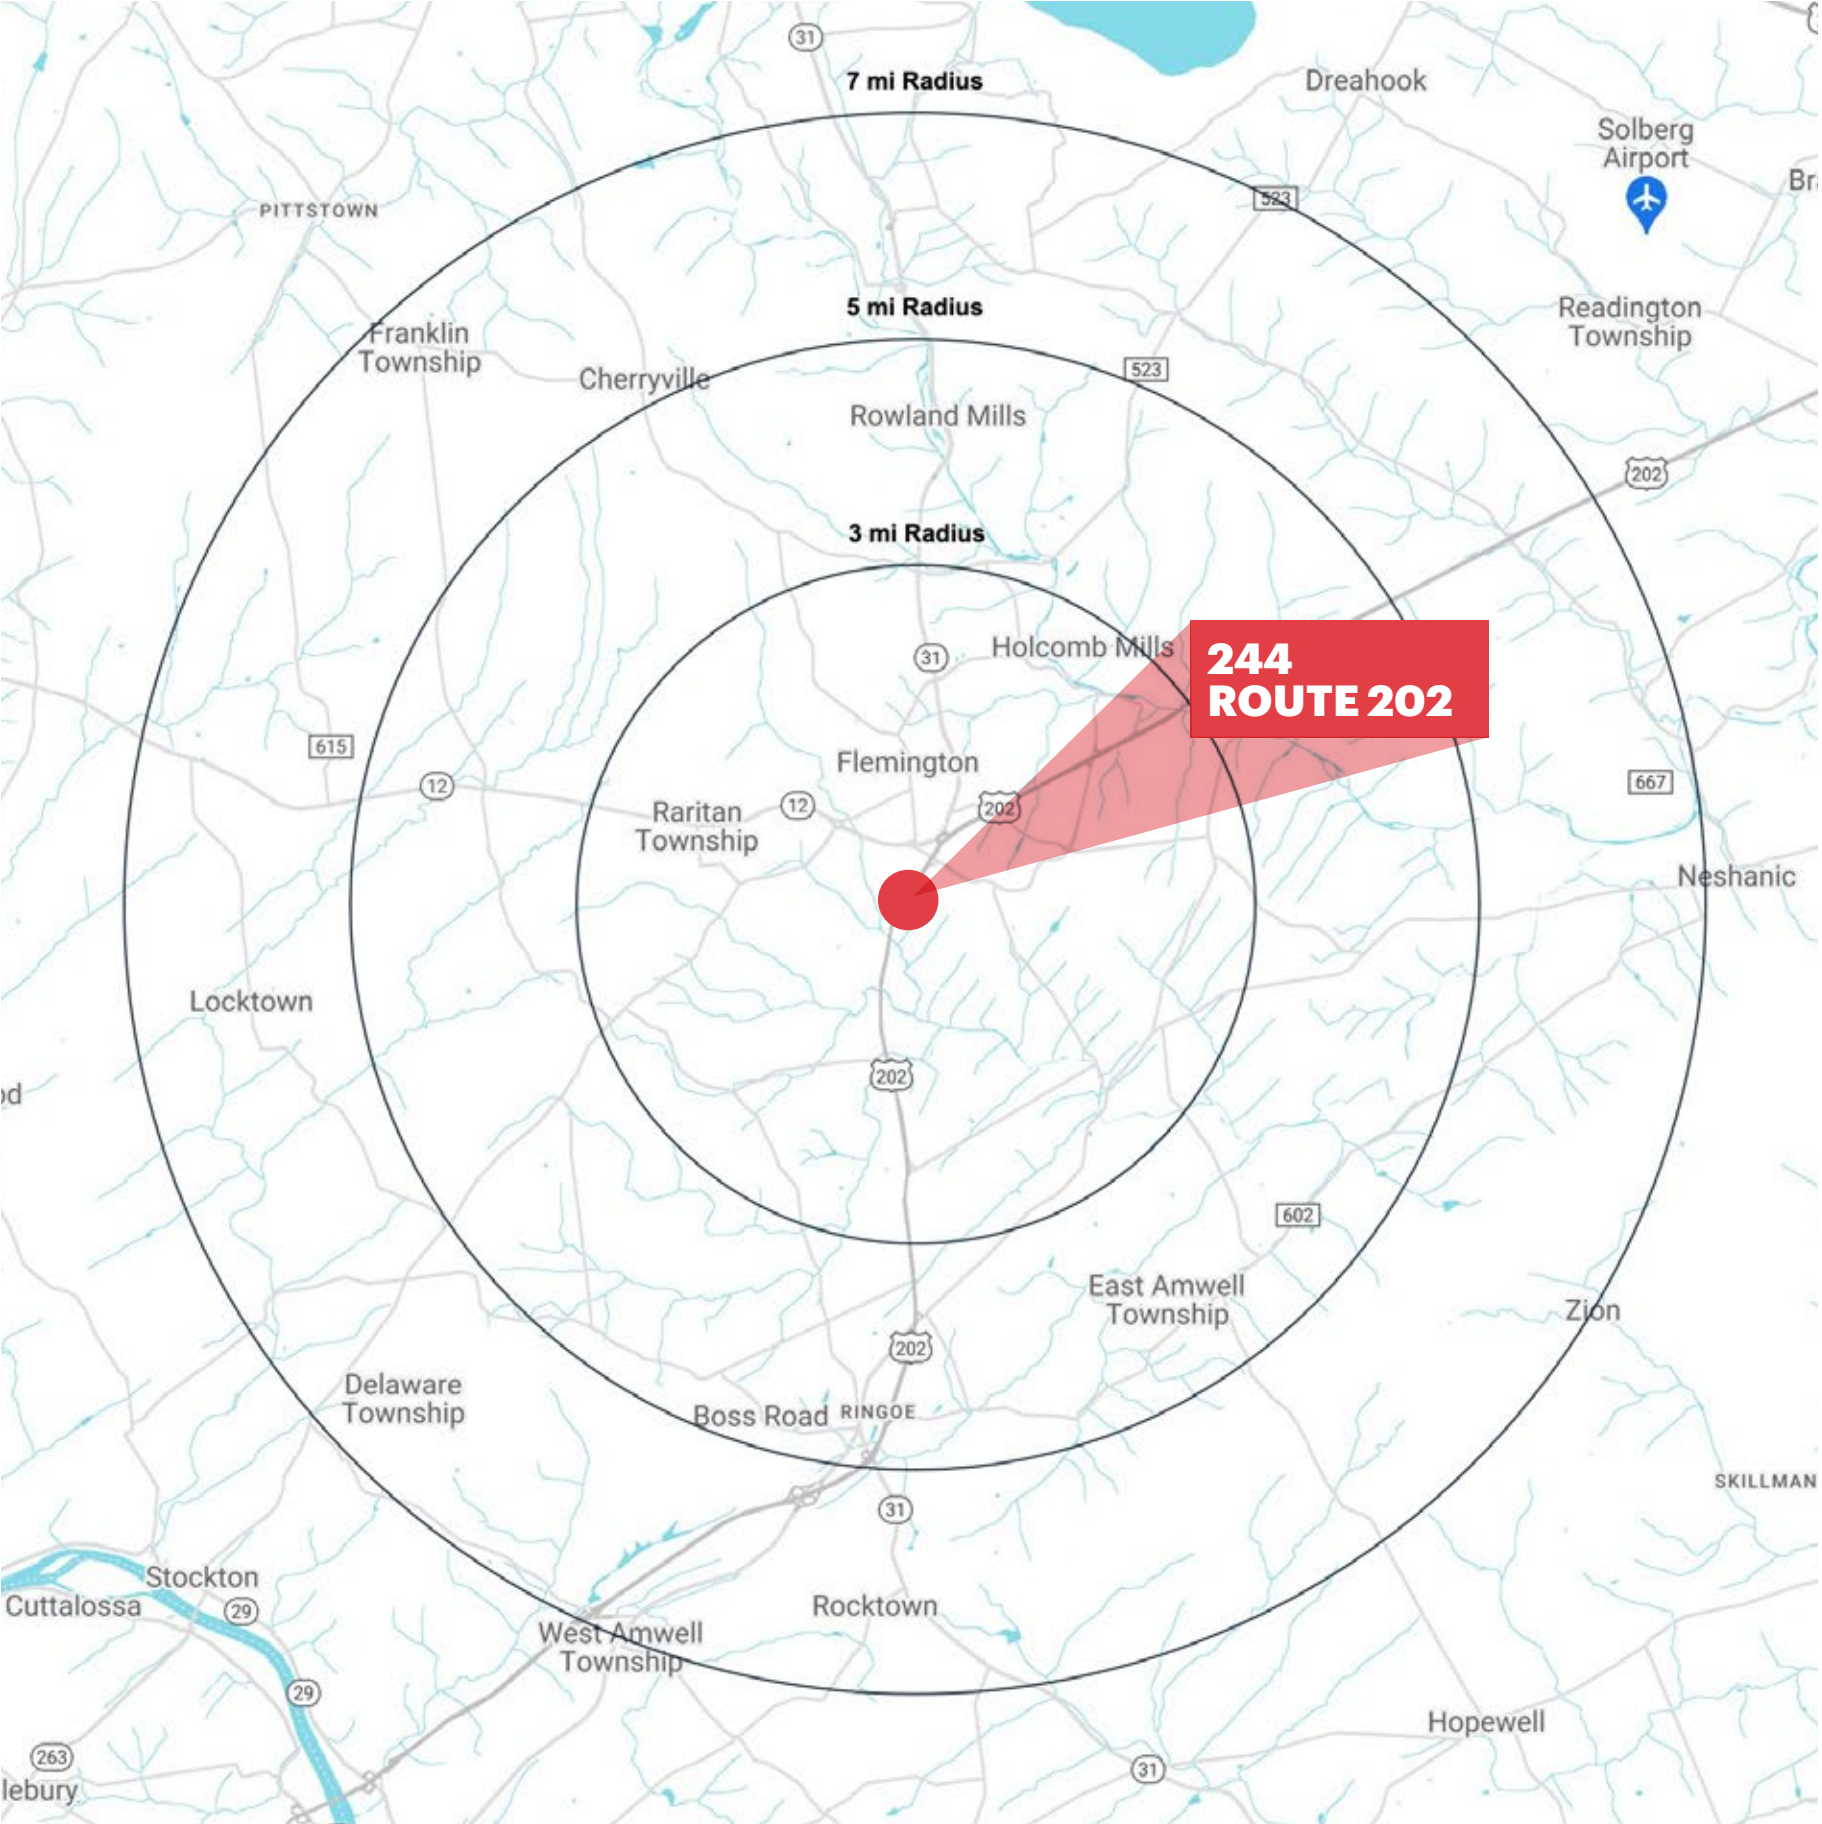 31
7 mi Radius
Dreahook
Solberg
Airport
523
PITTSTOWN
5 mi Radius
Readington
Township
Franklin
Township
Cherryville
523
Rowland Mills
202
3 mi Radius
31
Holcomb Mills
244
ROUTE 202
615
Flemington
12
202
667
Raritan
Township
12
Neshanic
Locktown
202
602
East Amwell
Township
Zion
202
Delaware
Township
Boss Road
RINGOE
SKILLMAN
31
Stockton
Cuttalossa
29
Rocktown
West Amwell
Township
29
Hopewell
263
31
lebury